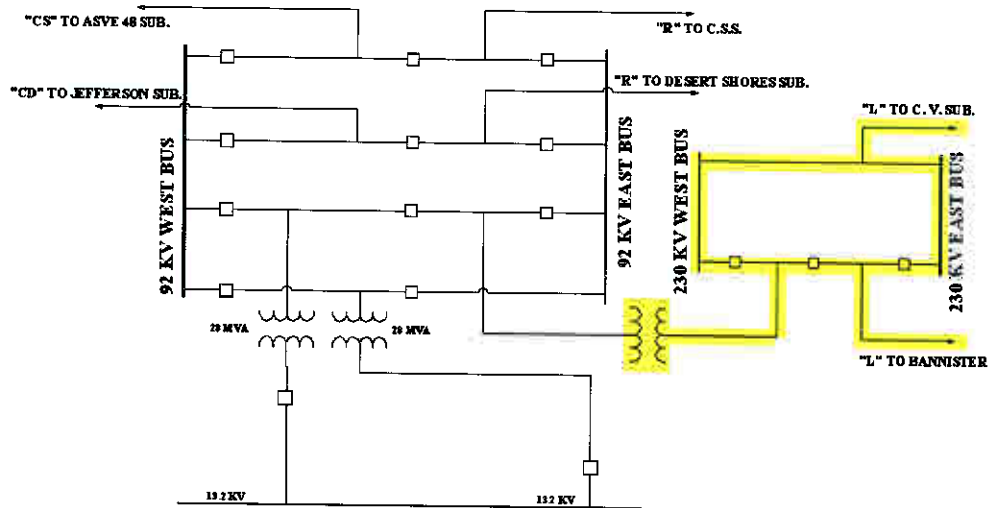 "CS" TO ASVE 48 SUB.
"R" TO C.S.S.
"CD" TO JEFFERSON SUB.
"R" TO DESERT SHORES SUB.
"L" TO C. V. SUB.
92 KV WEST BUS
92 KV EAST BUS
230 KV WEST BUS
230 KV EAST BUS
28 MVA
28 MVA
"L" TO BANNISTER
13.2 KV
13.2 KV